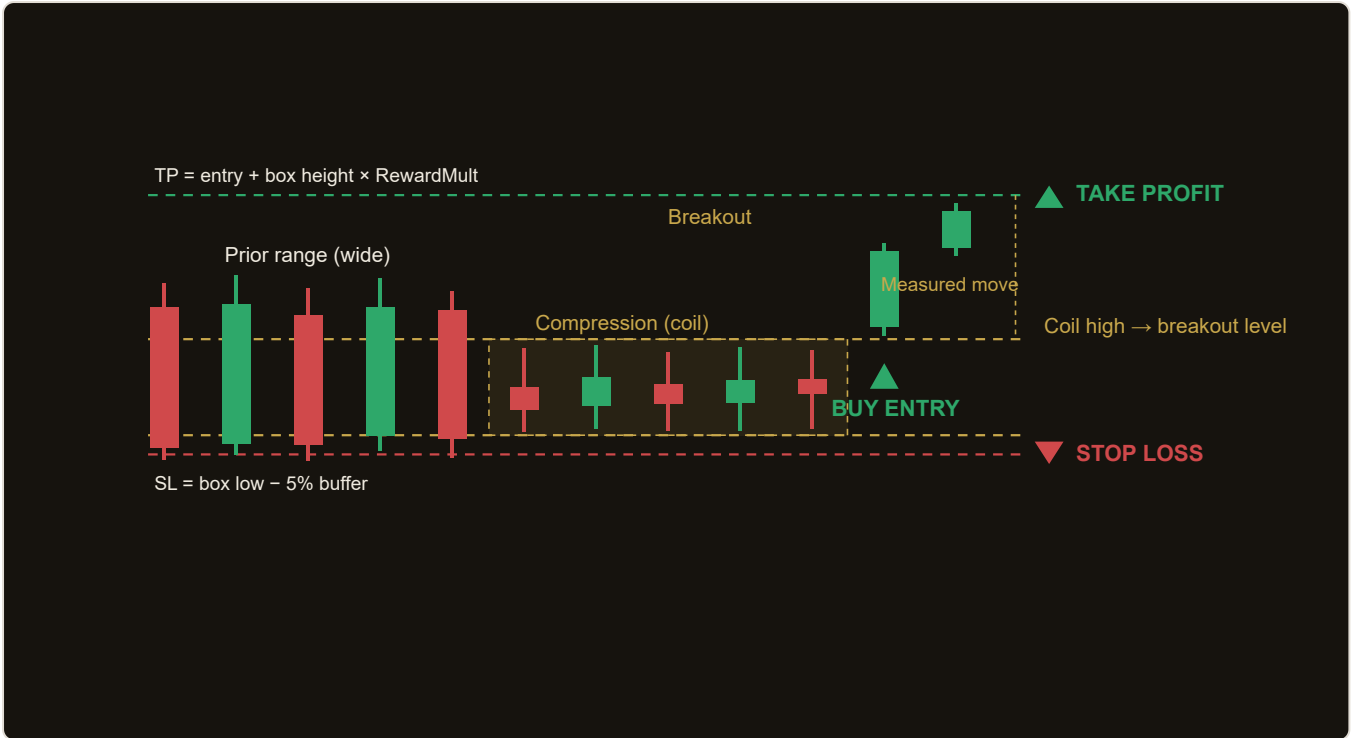 TP = entry + box height × RewardMult
TAKE PROFIT
Breakout
Prior range (wide)
Measured move
Compression (coil)
Coil high → breakout level
BUY ENTRY
STOP LOSS
SL = box low − 5% buffer